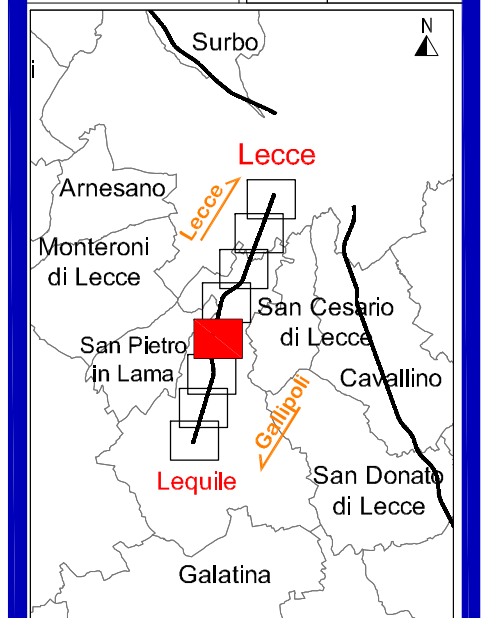 Surbo
N
i
Lecce
Arnesano
Lecce
Monteroni
di Lecce
San Cesario
di Lecce
San Pietro
in Lama
Cavallino
Gallipoli
Lequile
San Donato
di Lecce
Galatina